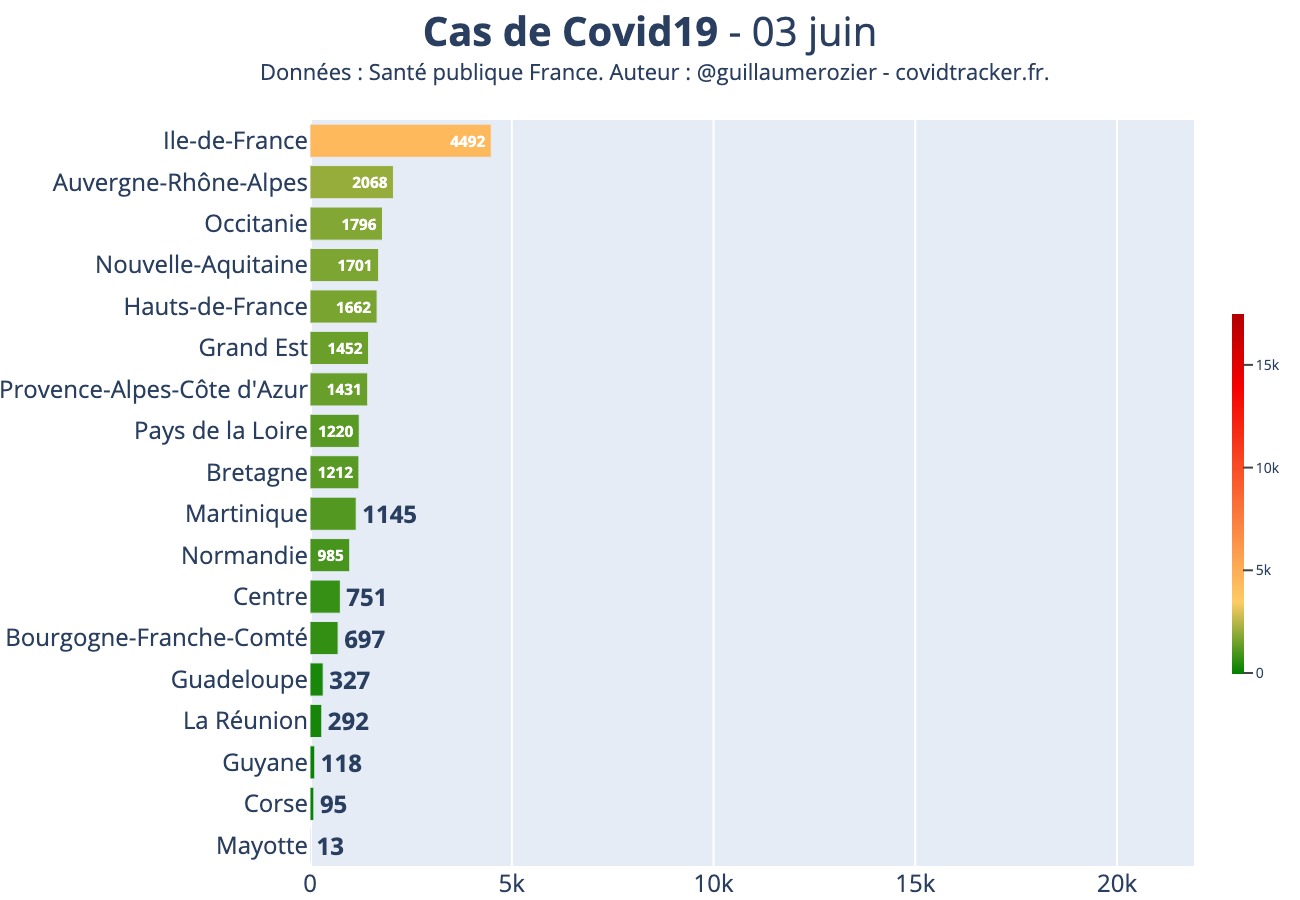 Cas de Covid19 - 03 juin
Données : Santé publique France. Auteur : @guillaumerozier - covidtracker.fr.
Ile-de-France 4492
Auvergne-Rhône-Alpes 2068
Occitanie 1796
Nouvelle-Aquitaine 1701
Hauts-de-France 1662
Grand Est 1452
Provence-Alpes-Côte d'Azur 1431
Pays de la Loire 1220
Bretagne 1212
Martinique 1145
Normandie 985
Centre 751
Bourgogne-Franche-Comté 697
Guadeloupe 327
La Réunion 292
Guyane 118
Corse 95
Mayotte 13
0 5k 10k 15k 20k
15k
10k
5k
0